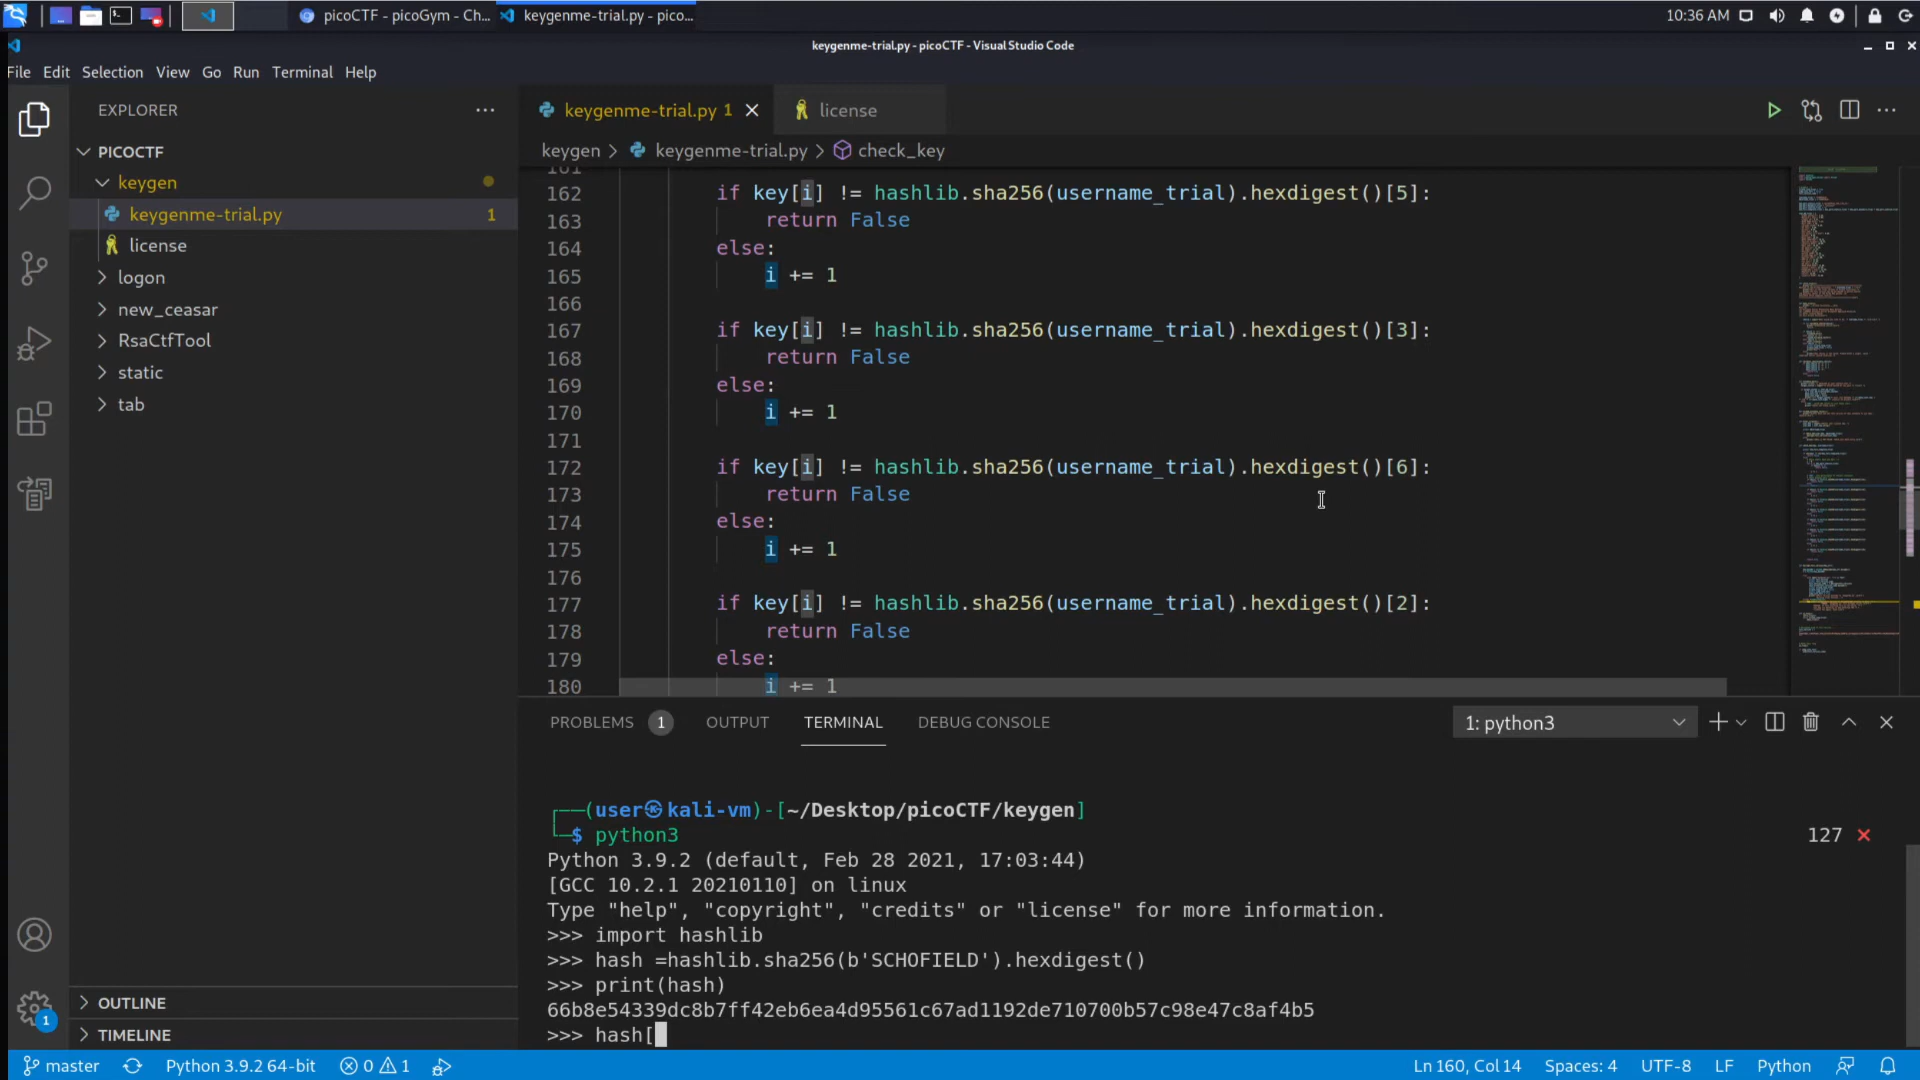 picoCTF - picoGym - Ch...
keygenme-trial.py - pico...
10:36 AM
keygenme-trial.py - picoCTF - Visual Studio Code
File Edit Selection View Go Run Terminal Help
EXPLORER
PICOCTF
keygen
keygenme-trial.py 1
license
logon
new_ceasar
RsaCtfTool
static
tab
OUTLINE
TIMELINE
1
keygenme-trial.py 1
license
keygen > keygenme-trial.py > check_key
161
162 if key[i] != hashlib.sha256(username_trial).hexdigest()[5]:
163 return False
164 else:
165 i += 1
166
167 if key[i] != hashlib.sha256(username_trial).hexdigest()[3]:
168 return False
169 else:
170 i += 1
171
172 if key[i] != hashlib.sha256(username_trial).hexdigest()[6]:
173 return False
174 else:
175 i += 1
176
177 if key[i] != hashlib.sha256(username_trial).hexdigest()[2]:
178 return False
179 else:
180 i += 1
PROBLEMS 1 OUTPUT TERMINAL DEBUG CONSOLE 1: python3
┌──(user㉿kali-vm)-[~/Desktop/picoCTF/keygen]
└─$ python3 127 ✗
Python 3.9.2 (default, Feb 28 2021, 17:03:44)
[GCC 10.2.1 20210110] on linux
Type "help", "copyright", "credits" or "license" for more information.
>>> import hashlib
>>> hash =hashlib.sha256(b'SCHOFIELD').hexdigest()
>>> print(hash)
66b8e54339dc8b7ff42eb6ea4d95561c67ad1192de710700b57c98e47c8af4b5
>>> hash[
master Python 3.9.2 64-bit 0 1 Ln 160, Col 14 Spaces: 4 UTF-8 LF Python